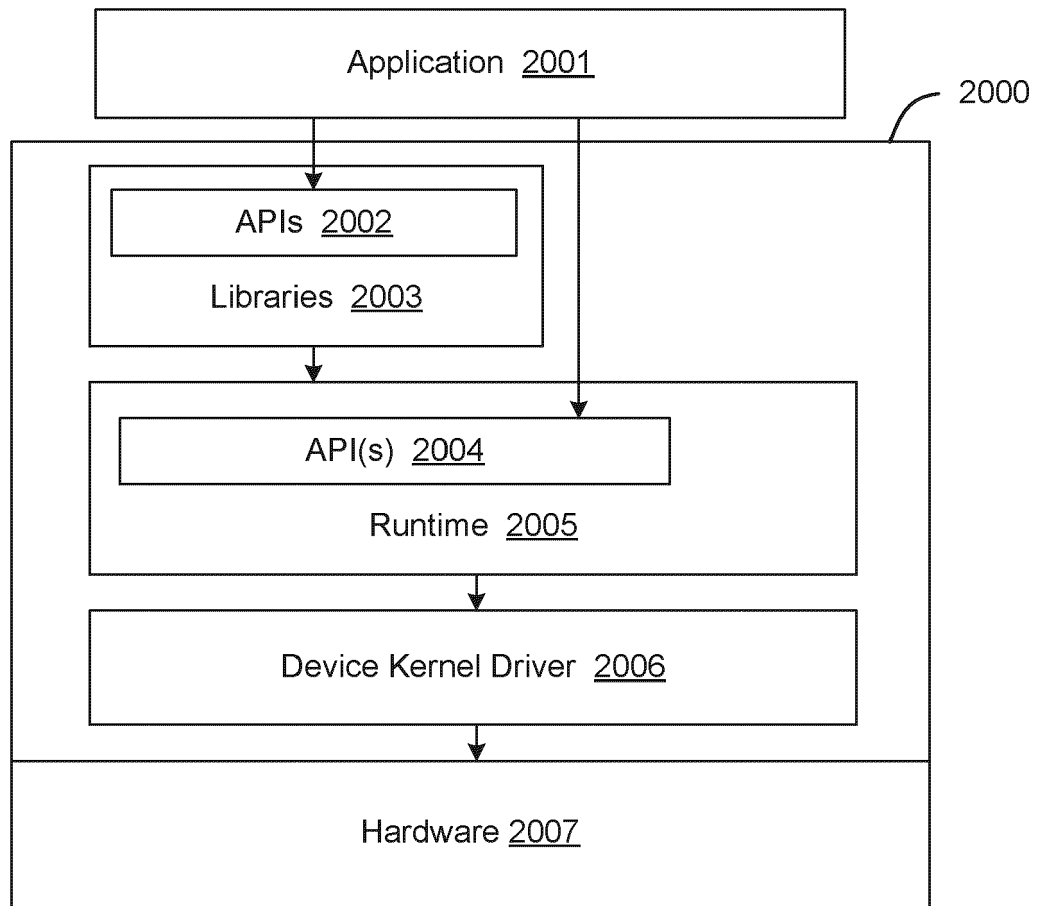 Application 2001
2000
APIs 2002
Libraries 2003
API(s) 2004
Runtime 2005
Device Kernel Driver 2006
Hardware 2007